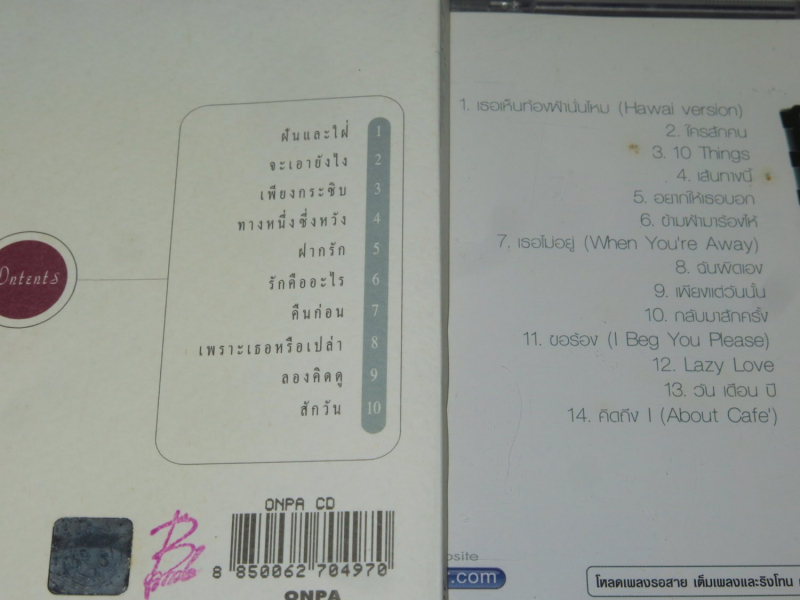 ontents
ฝันและใฝ่ 1
จะเอายังไง 2
เพียงกระซิบ 3
ทางหนึ่งซึ่งหวัง 4
ฝากรัก 5
รักคืออะไร 6
คืนก่อน 7
เพราะเธอหรือเปล่า 8
ลองคิดดู 9
สักวัน 10
ONPA CD
8 850062 704970
ONPA
1. เธอเห็นท้องฟ้านั่นไหม (Hawai version)
2. ใครสักคน
3. 10 Things
4. เส้นทางนี้
5. อยากให้เธอบอก
6. ข้ามฟ้ามาร้องไห้
7. เธอไม่อยู่ (When You're Away)
8. ฉันผิดเอง
9. เพียงแต่วันนั้น
10. กลับมาสักครั้ง
11. ขอร้อง (I Beg You Please)
12. Lazy Love
13. วัน เดือน ปี
14. คิดถึง I (About Cafe')
osite
.com
โหลดเพลงรอสาย เต็มเพลงและริงโทน